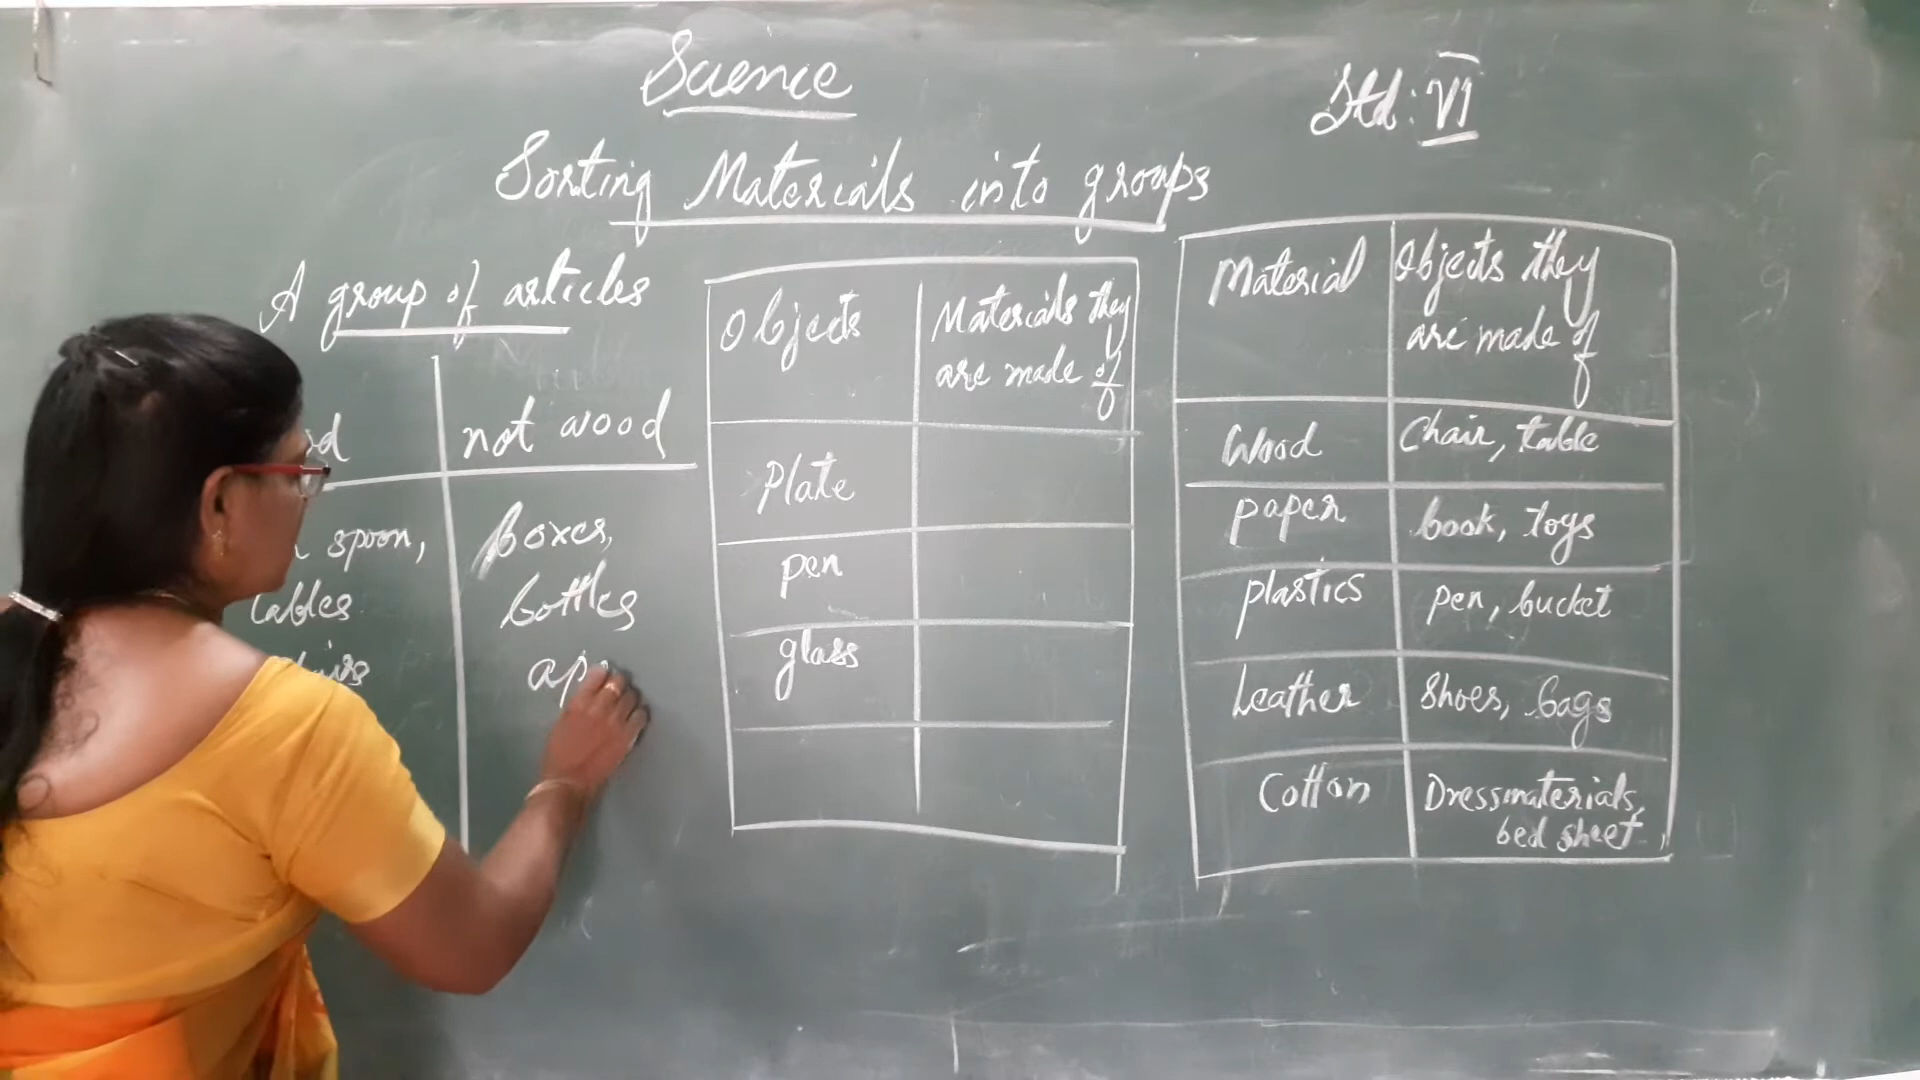 Science
Std: VI
Sorting Materials into groups
A group of articles
not wood
spoon,
tables
boxes,
bottles
Objects
Materials they
are made of
Plate
pen
glass
Material
Objects they
are made of
Wood
Chair, table
paper
book, toys
plastics
pen, bucket
Leather
Shoes, bags
Cotton
Dressmaterials,
bed sheet